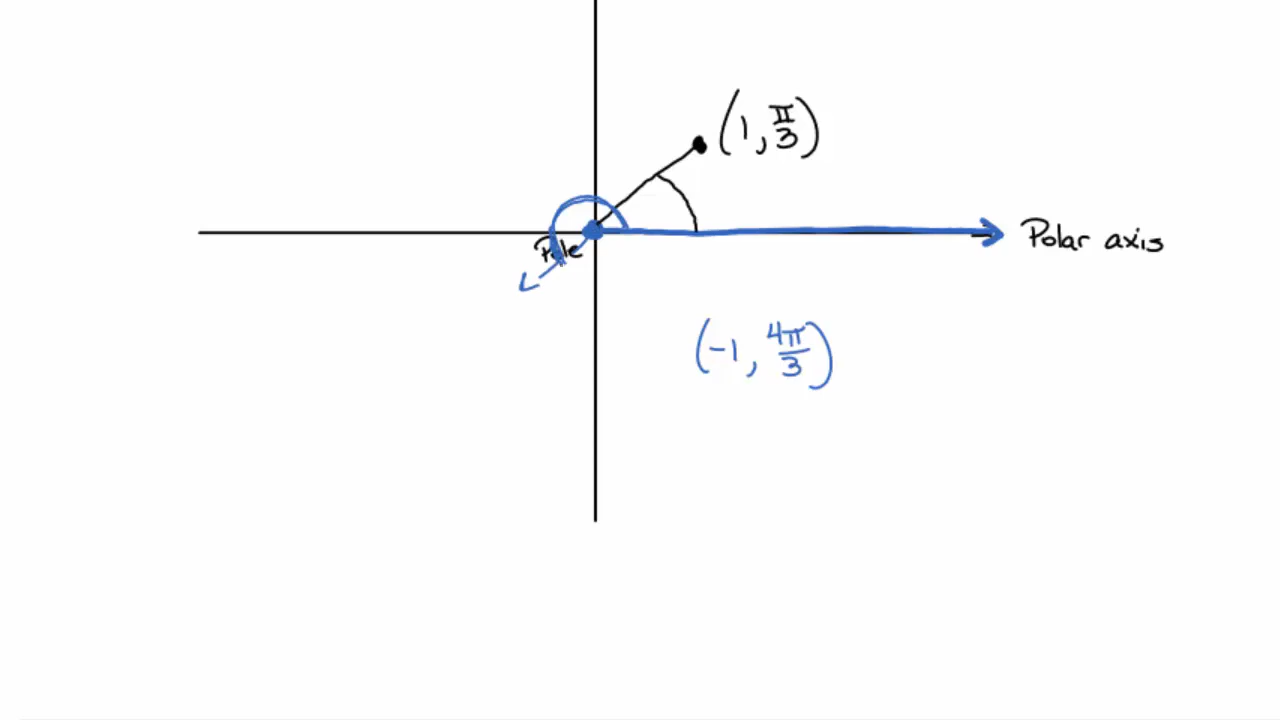 (1, π/3)
Polar axis
Pole
(-1, 4π/3)